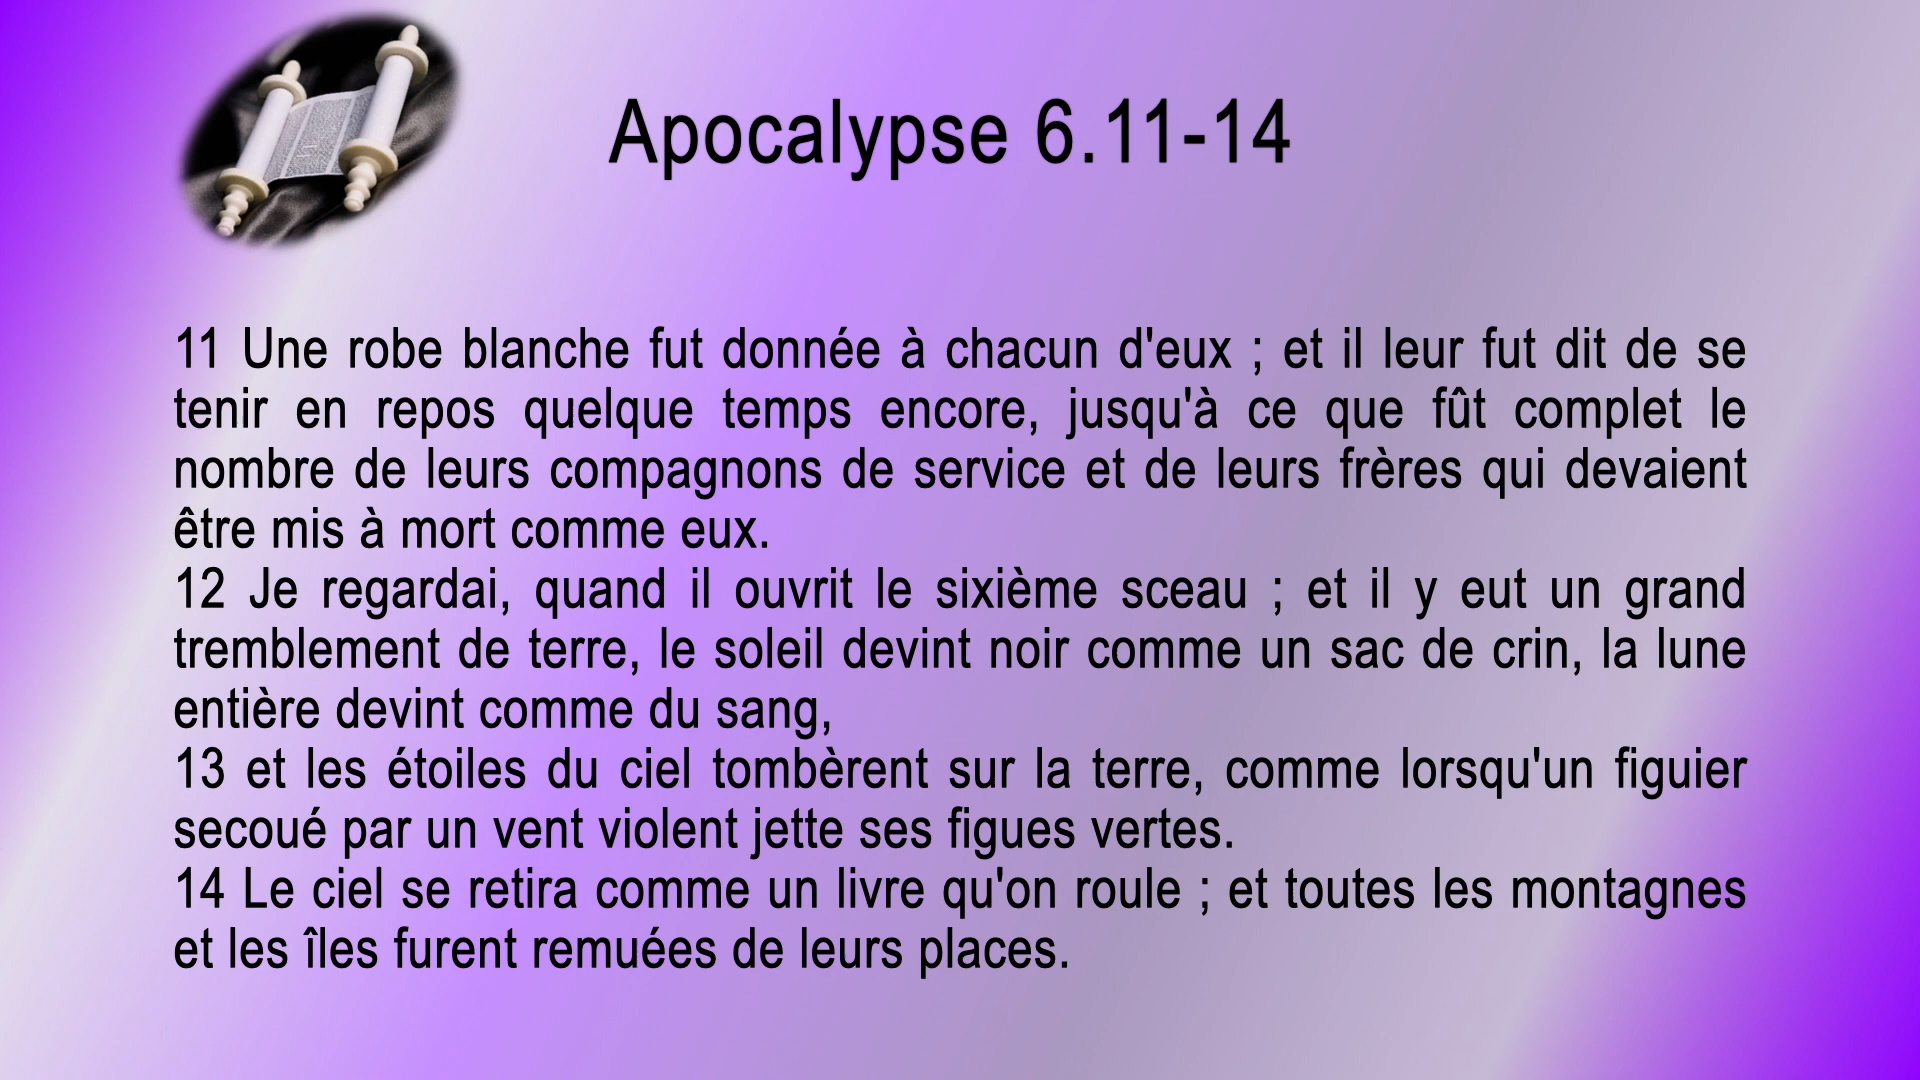 Apocalypse 6.11-14
11 Une robe blanche fut donnée à chacun d'eux ; et il leur fut dit de se
tenir en repos quelque temps encore, jusqu'à ce que fût complet le
nombre de leurs compagnons de service et de leurs frères qui devaient
être mis à mort comme eux.
12 Je regardai, quand il ouvrit le sixième sceau ; et il y eut un grand
tremblement de terre, le soleil devint noir comme un sac de crin, la lune
entière devint comme du sang,
13 et les étoiles du ciel tombèrent sur la terre, comme lorsqu'un figuier
secoué par un vent violent jette ses figues vertes.
14 Le ciel se retira comme un livre qu'on roule ; et toutes les montagnes
et les îles furent remuées de leurs places.